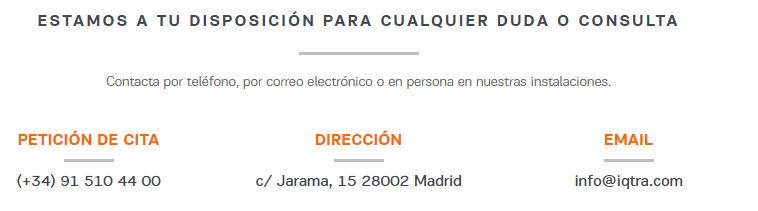 ESTAMOS A TU DISPOSICIÓN PARA CUALQUIER DUDA O CONSULTA
Contacta por teléfono, por correo electrónico o en persona en nuestras instalaciones.
PETICIÓN DE CITA
(+34) 91 510 44 00
DIRECCIÓN
c/ Jarama, 15 28002 Madrid
EMAIL
info@iqtra.com